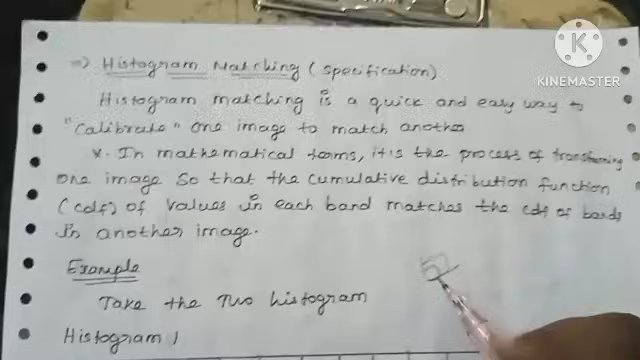 ⇒ Histogram Matching (Specification)
Histogram matching is a quick and easy way to
"Calibrate" one image to match another
*. In mathematical terms, it is the process of transforming
one image So that the cumulative distribution function
(cdf) of values in each band matches the cdf of bands
in another image.
Example
Take the Two histogram
Histogram 1
K
KINEMASTER